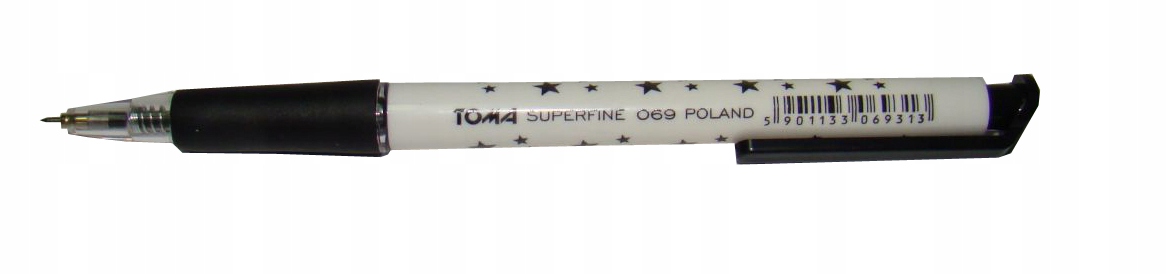 TOMA SUPERFINE 069 POLAND
5 901133 069313